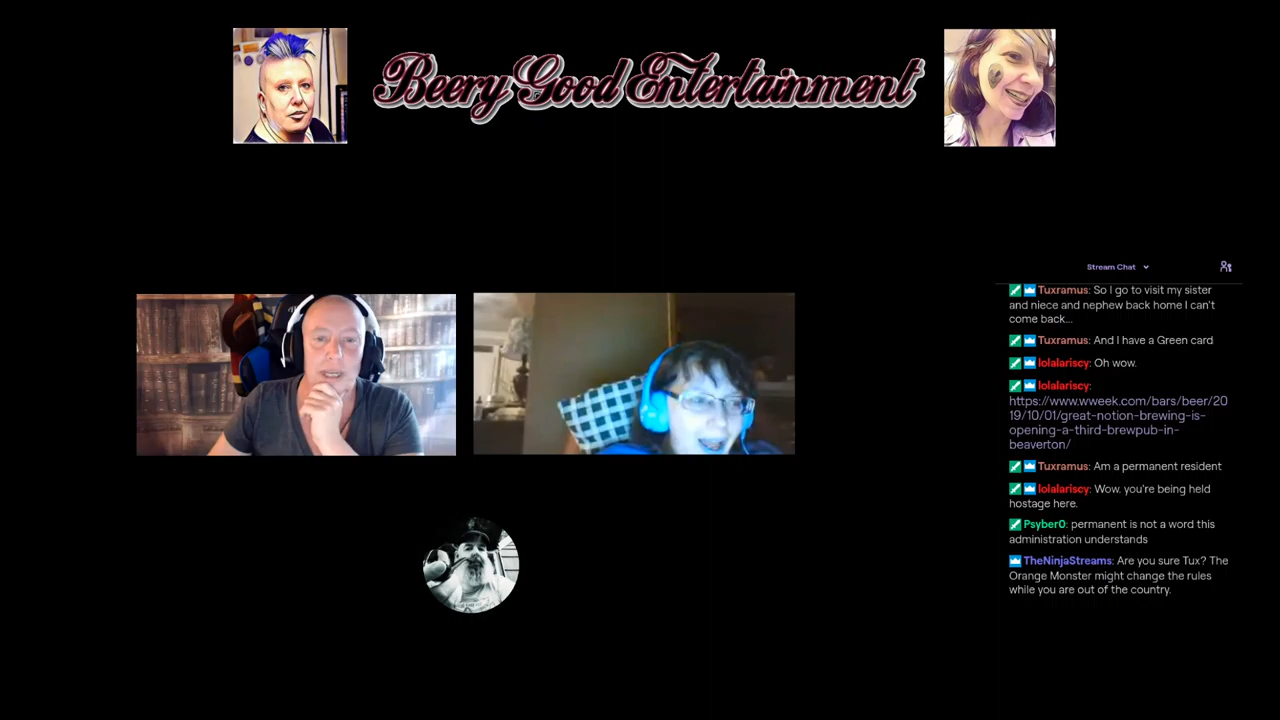 Beery Good Entertainment
Stream Chat
Tuxramus: So I go to visit my sister
and niece and nephew back home I can't
come back...
Tuxramus: And I have a Green card
lolalariscy: Oh wow.
lolalariscy:
https://www.wweek.com/bars/beer/20
19/10/01/great-notion-brewing-is-
opening-a-third-brewpub-in-
beaverton/
Tuxramus: Am a permanent resident
lolalariscy: Wow, you're being held
hostage here.
Psyber0: permanent is not a word this
administration understands
TheNinjaStreams: Are you sure Tux? The
Orange Monster might change the rules
while you are out of the country.